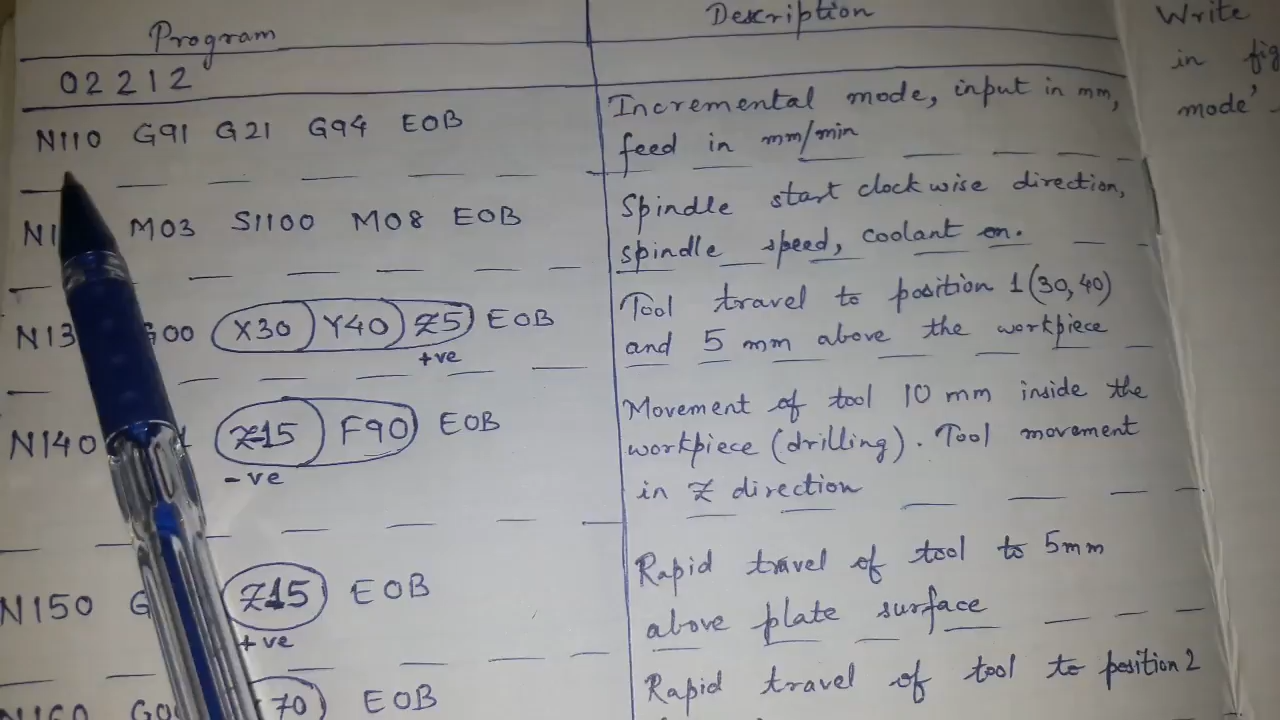 Program
Description
Write
in
mode'
02212
N110 G91 G21 G94 EOB
Incremental mode, input in mm,
feed in mm/min
M03 S1100 M08 EOB
Spindle start clockwise direction,
spindle speed, coolant on.
X30 Y40 Z5 EOB
+ve
Tool travel to position 1(30,40)
and 5 mm above the workpiece
N140 Z15 F90 EOB
-ve
Movement of tool 10 mm inside the
workpiece (drilling). Tool movement
in Z direction
N150 Z15 EOB
+ve
Rapid travel of tool to 5mm
above plate surface
EOB
Rapid travel of tool to position 2